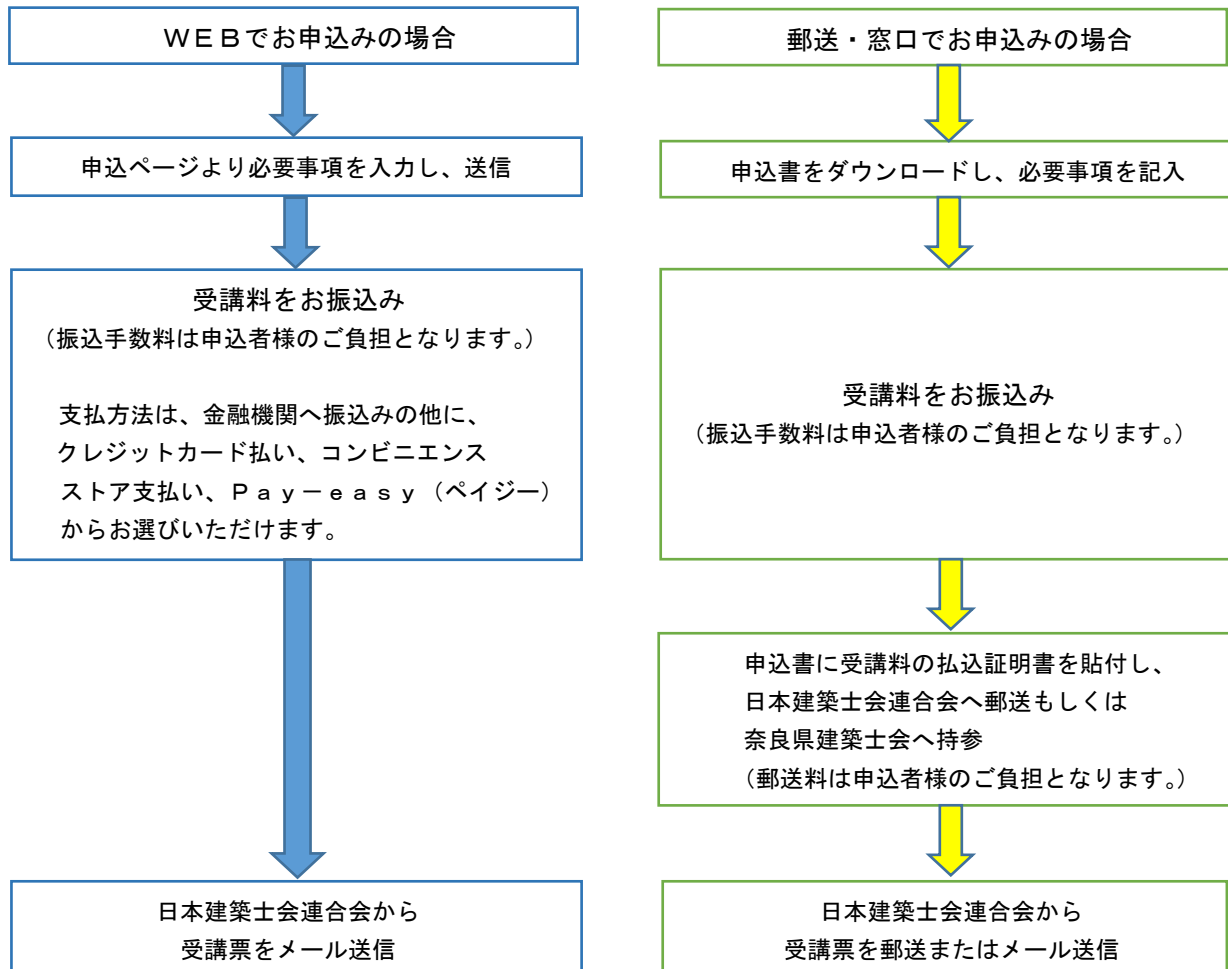 WEBでお申込みの場合
申込ページより必要事項を入力し、送信
受講料をお振込み
(振込手数料は申込者様のご負担となります。)
支払方法は、金融機関へ振込みの他に、
クレジットカード払い、コンビニエンス
ストア支払い、Pay-easy(ペイジー)
からお選びいただけます。
日本建築士会連合会から
受講票をメール送信
郵送・窓口でお申込みの場合
申込書をダウンロードし、必要事項を記入
受講料をお振込み
(振込手数料は申込者様のご負担となります。)
申込書に受講料の払込証明書を貼付し、
日本建築士会連合会へ郵送もしくは
奈良県建築士会へ持参
(郵送料は申込者様のご負担となります。)
日本建築士会連合会から
受講票を郵送またはメール送信